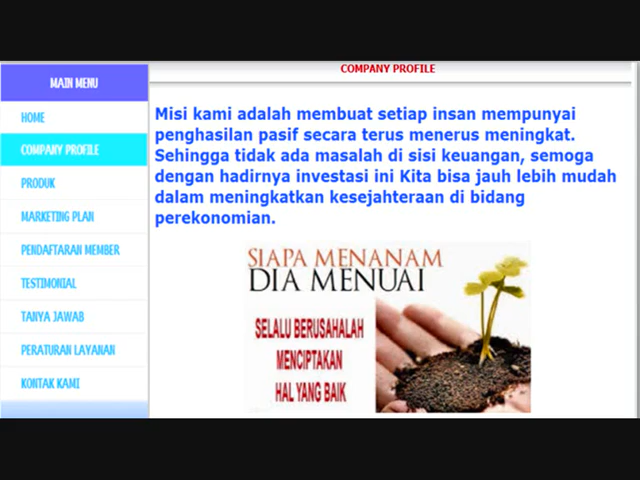 COMPANY PROFILE
MAIN MENU
HOME
COMPANY PROFILE
PRODUK
MARKETING PLAN
PENDAFTARAN MEMBER
TESTIMONIAL
TANYA JAWAB
PERATURAN LAYANAN
KONTAK KAMI
Misi kami adalah membuat setiap insan mempunyai
penghasilan pasif secara terus menerus meningkat.
Sehingga tidak ada masalah di sisi keuangan, semoga
dengan hadirnya investasi ini Kita bisa jauh lebih mudah
dalam meningkatkan kesejahteraan di bidang
perekonomian.
SIAPA MENANAM
DIA MENUAI
SELALU BERUSAHALAH
MENCIPTAKAN
HAL YANG BAIK